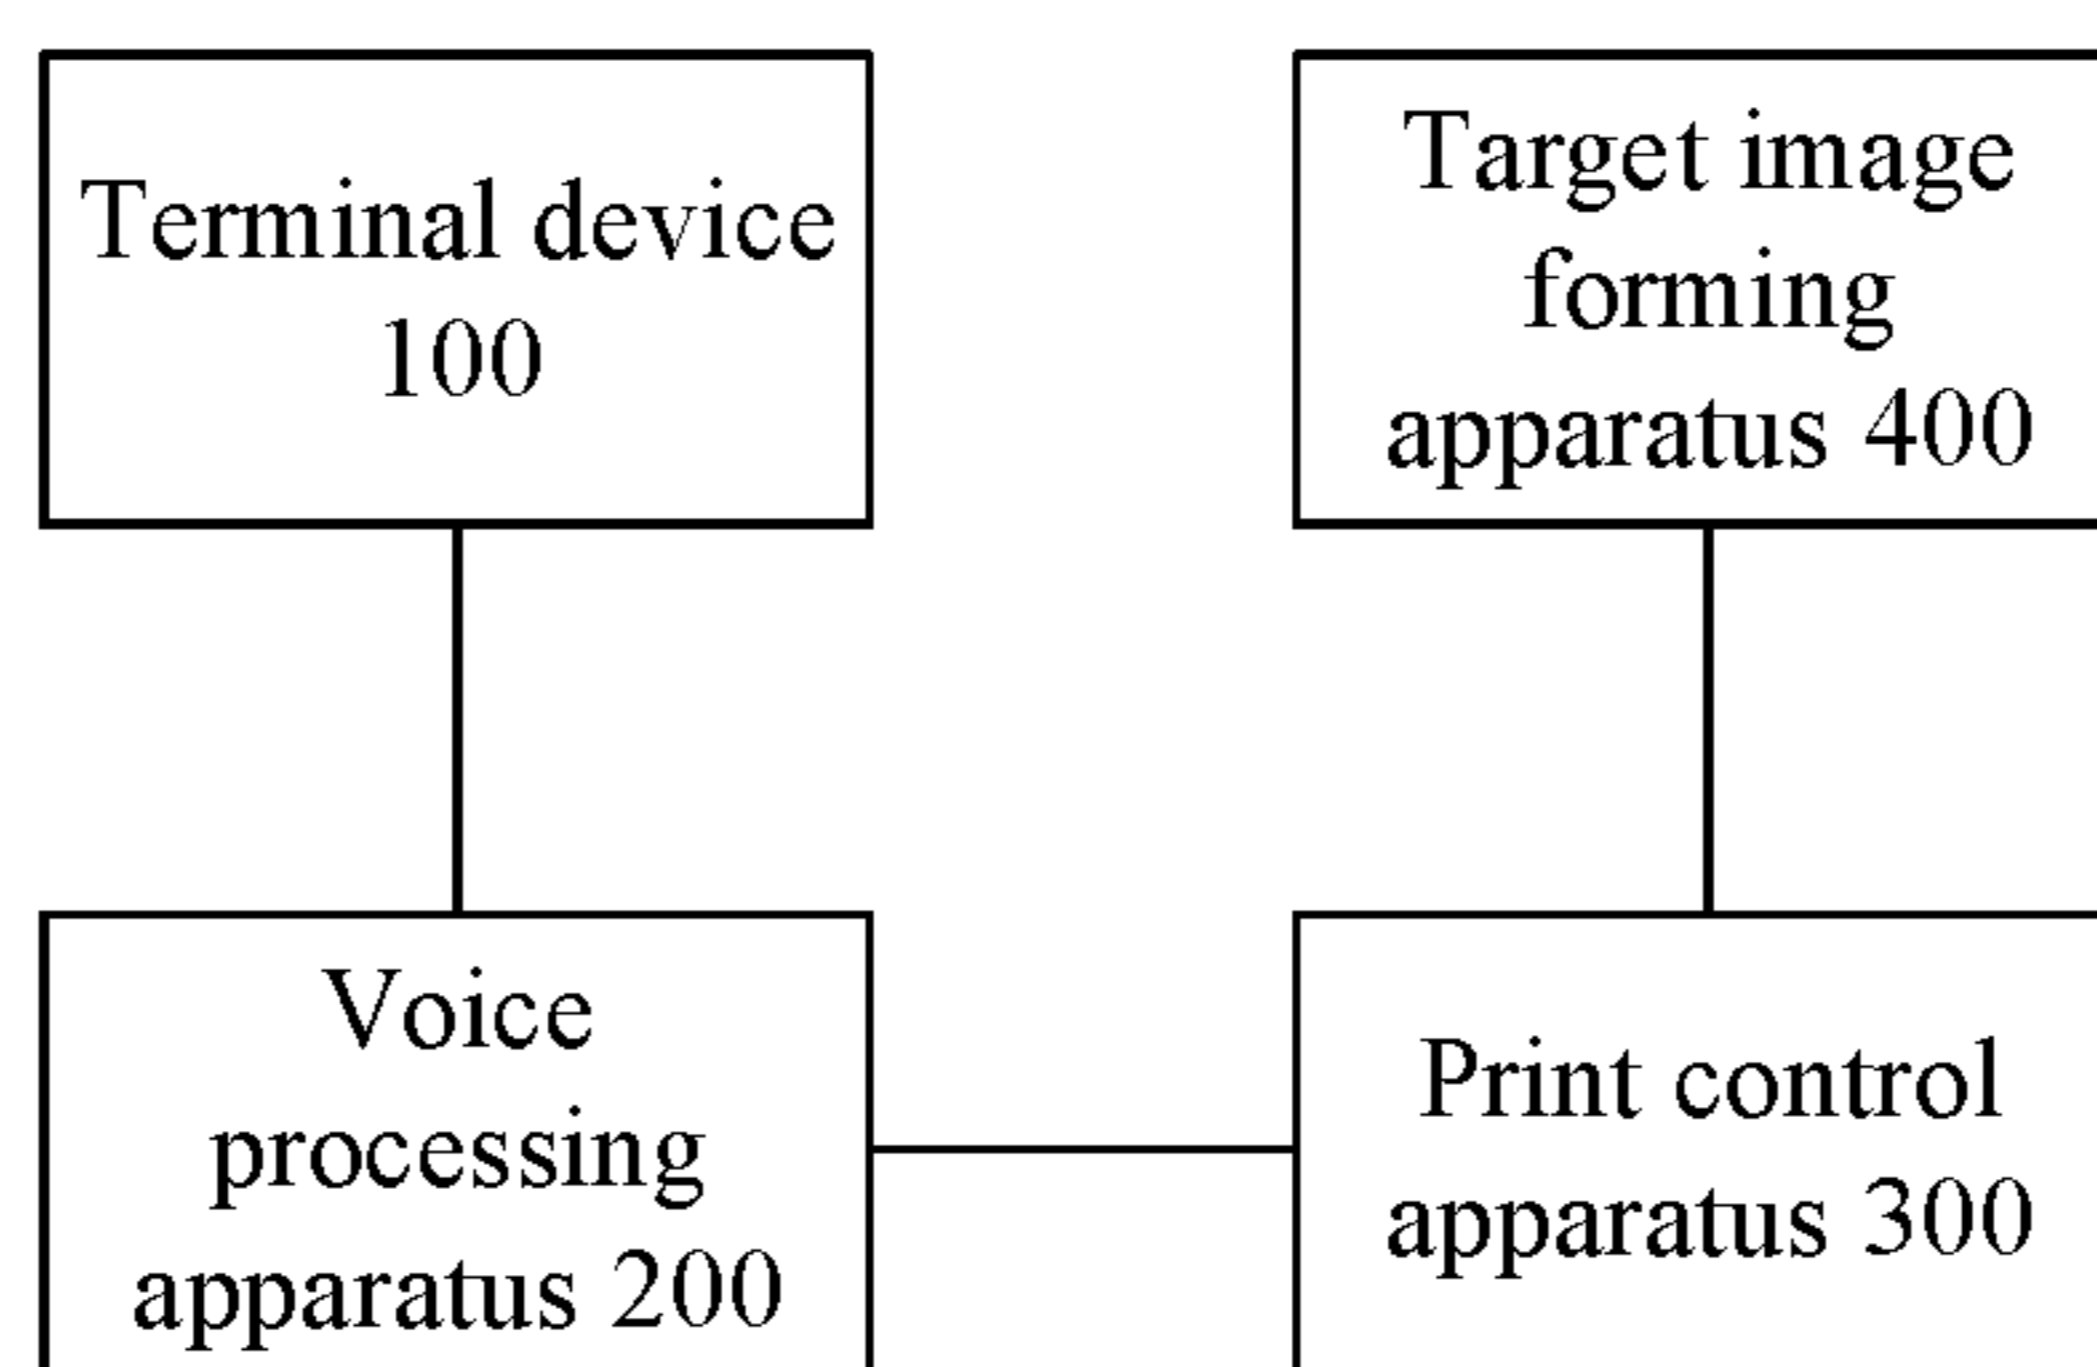 Terminal device
100
Target image
forming
apparatus 400
Voice
processing
apparatus 200
Print control
apparatus 300